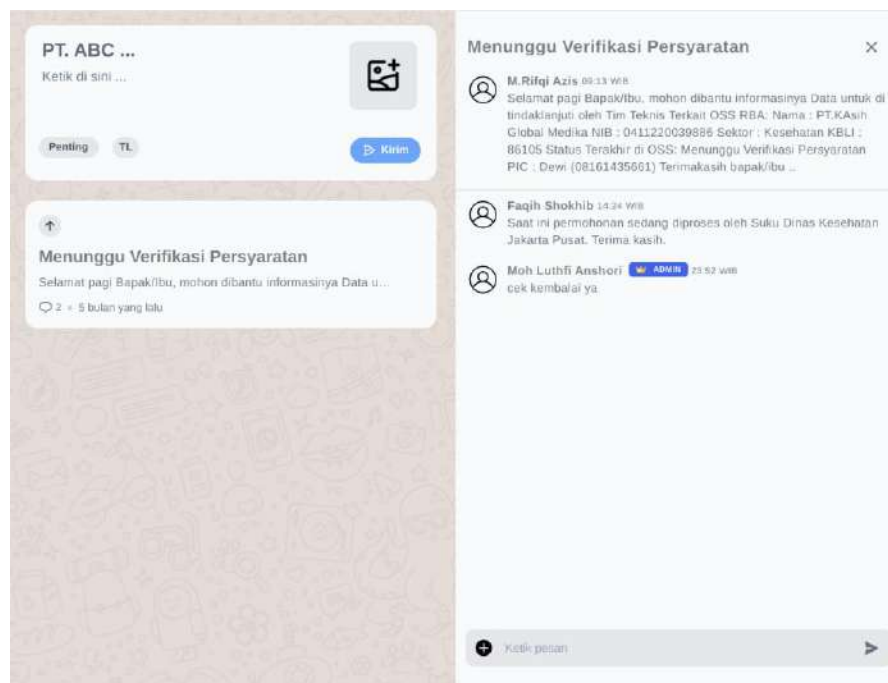 PT. ABC ...
Ketik di sini ...
Penting
TL
Kirim
Menunggu Verifikasi Persyaratan
Selamat pagi Bapak/Ibu, mohon dibantu informasinya Data u...
2 • 5 bulan yang lalu
Menunggu Verifikasi Persyaratan
M.Rifqi Azis 09:13 WIB
Selamat pagi Bapak/Ibu, mohon dibantu informasinya Data untuk di
tindaklanjuti oleh Tim Teknis Terkait OSS RBA: Nama : PT.KAsih
Global Medika NIB : 0411220039886 Sektor : Kesehatan KBLI :
86105 Status Terakhir di OSS: Menunggu Verifikasi Persyaratan
PIC : Dewi (08161435661) Terimakasih bapak/ibu ..
Faqih Shokhib 14:24 WIB
Saat ini permohonan sedang diproses oleh Suku Dinas Kesehatan
Jakarta Pusat. Terima kasih.
Moh Luthfi Anshori ADMIN 23:52 WIB
cek kembalai ya
Ketik pesan